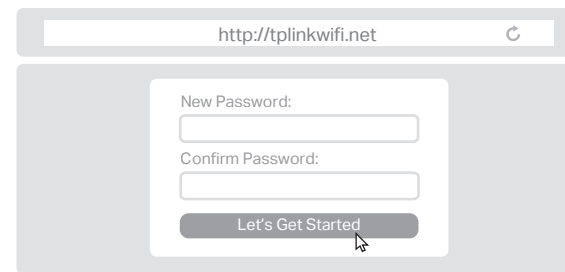 http://tplinkwifi.net
New Password:
Confirm Password:
Let's Get Started